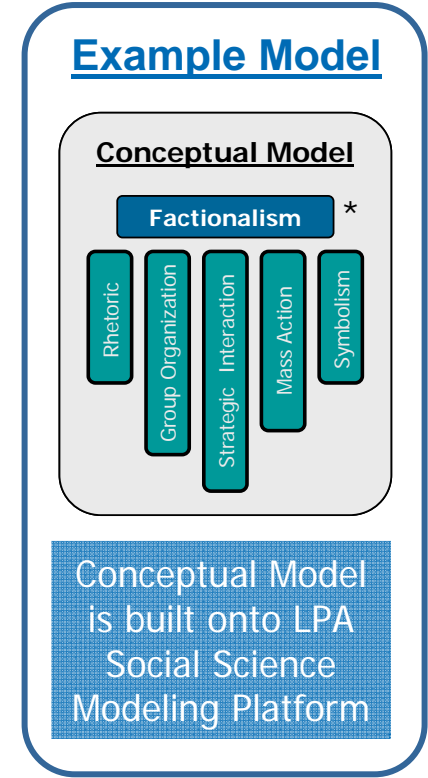 Example Model
Conceptual Model
Factionalism *
Rhetoric
Group Organization
Strategic Interaction
Mass Action
Symbolism
Conceptual Model
is built onto LPA
Social Science
Modeling Platform